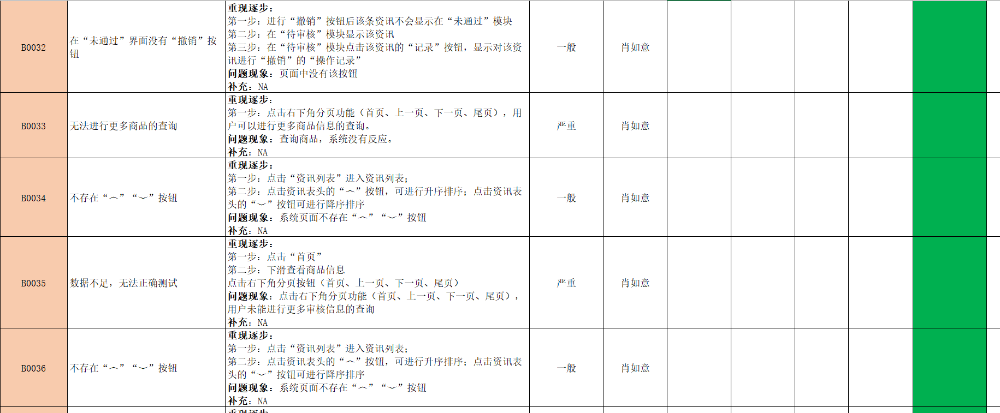 B0032
在“未通过”界面没有“撤销”按
钮
重现逐步：
第一步：进行“撤销”按钮后该条资讯不会显示在“未通过”模块
第二步：在“待审核”模块显示该资讯
第三步：在“待审核”模块点击该资讯的“记录”按钮，显示对该资
讯进行“撤销”的“操作记录”
问题现象：页面中没有该按钮
补充：NA
一般
肖如意
B0033
无法进行更多商品的查询
重现逐步：
第一步：点击右下角分页功能（首页、上一页、下一页、尾页），用
户可以进行更多商品信息的查询。
问题现象：查询商品，系统没有反应。
补充：NA
严重
肖如意
B0034
不存在“︿”“﹀”按钮
重现逐步：
第一步：点击“资讯列表”进入资讯列表；
第二步：点击资讯表头的“︿”按钮，可进行升序排序；点击资讯表
头的“﹀”按钮可进行降序排序
问题现象：系统页面不存在“︿”“﹀”按钮
补充：NA
一般
肖如意
B0035
数据不足，无法正确测试
重现逐步：
第一步：点击“首页”
第二步：下滑查看商品信息
点击右下角分页按钮（首页、上一页、下一页、尾页）
问题现象：点击右下角分页功能（首页、上一页、下一页、尾页），
用户未能进行更多审核信息的查询
补充：NA
严重
肖如意
B0036
不存在“︿”“﹀”按钮
重现逐步：
第一步：点击“资讯列表”进入资讯列表；
第二步：点击资讯表头的“︿”按钮，可进行升序排序；点击资讯表
头的“﹀”按钮可进行降序排序
问题现象：系统页面不存在“︿”“﹀”按钮
补充：NA
一般
肖如意